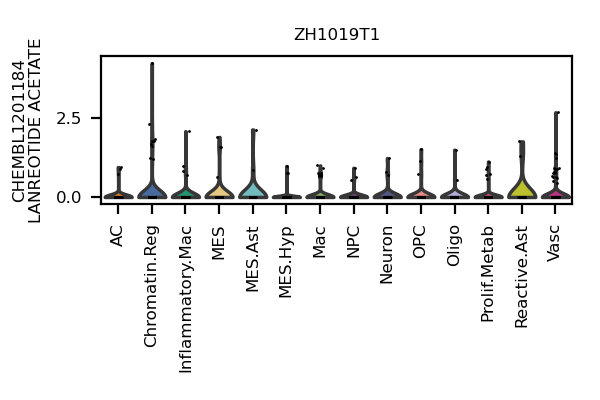 ZH1019T1
CHEMBL1201184
LANREOTIDE ACETATE
2.5
0.0
AC
Chromatin.Reg
Inflammatory.Mac
MES
MES.Ast
MES.Hyp
Mac
NPC
Neuron
OPC
Oligo
Prolif.Metab
Reactive.Ast
Vasc